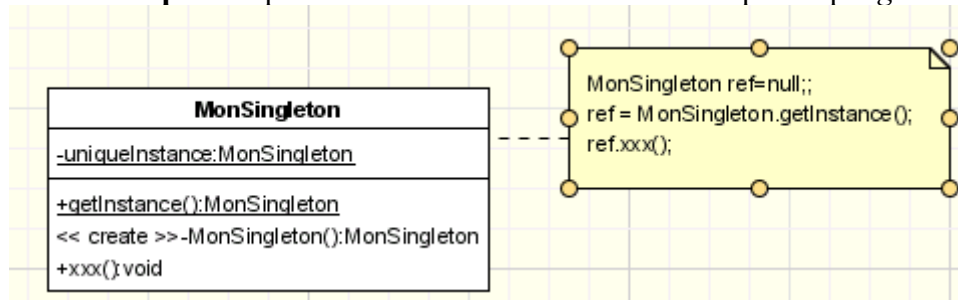 MonSingleton
-uniqueInstance:MonSingleton
+getInstance():MonSingleton
<< create >>-MonSingleton():MonSingleton
+xxx():void
MonSingleton ref=null;;
ref = MonSingleton.getInstance();
ref.xxx();